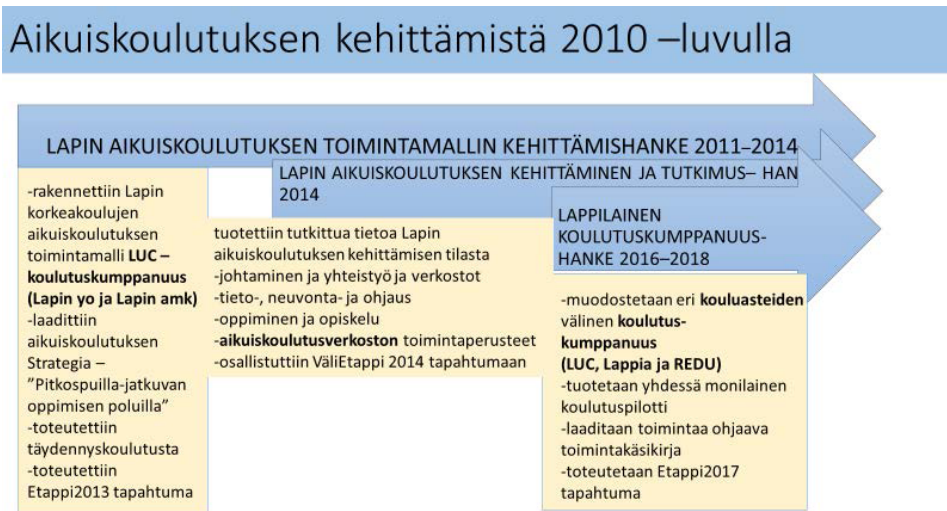 Aikuiskoulutuksen kehittämistä 2010 –luvulla
LAPIN AIKUISKOULUTUKSEN TOIMINTAMALLIN KEHITTÄMISHANKE 2011–2014
LAPIN AIKUISKOULUTUKSEN KEHITTÄMINEN JA TUTKIMUS– HAN
2014
LAPPILAINEN
KOULUTUSKUMPPANUUS-
HANKE 2016–2018
-rakennettiin Lapin
korkeakoulujen
aikuiskoulutuksen
toimintamalli LUC –
koulutuskumppanuus
(Lapin yo ja Lapin amk)
-laadittiin
aikuiskoulutuksen
Strategia –
”Pitkospuilla-jatkuvan
oppimisen poluilla”
-toteutettiin
täydennyskoulutusta
-toteutettiin
Etappi2013 tapahtuma
tuotettiin tutkittua tietoa Lapin
aikuiskoulutuksen kehittämisen tilasta
-johtaminen ja yhteistyö ja verkostot
-tieto-, neuvonta- ja ohjaus
-oppiminen ja opiskelu
-aikuiskoulutusverkoston toimintaperusteet
-osallistuttiin VäliEtappi 2014 tapahtumaan
-muodostetaan eri kouluasteiden
välinen koulutus-
kumppanuus
(LUC, Lappia ja REDU)
-tuotetaan yhdessä monilainen
koulutuspilotti
-laaditaan toimintaa ohjaava
toimintakäsikirja
-toteutetaan Etappi2017
tapahtuma